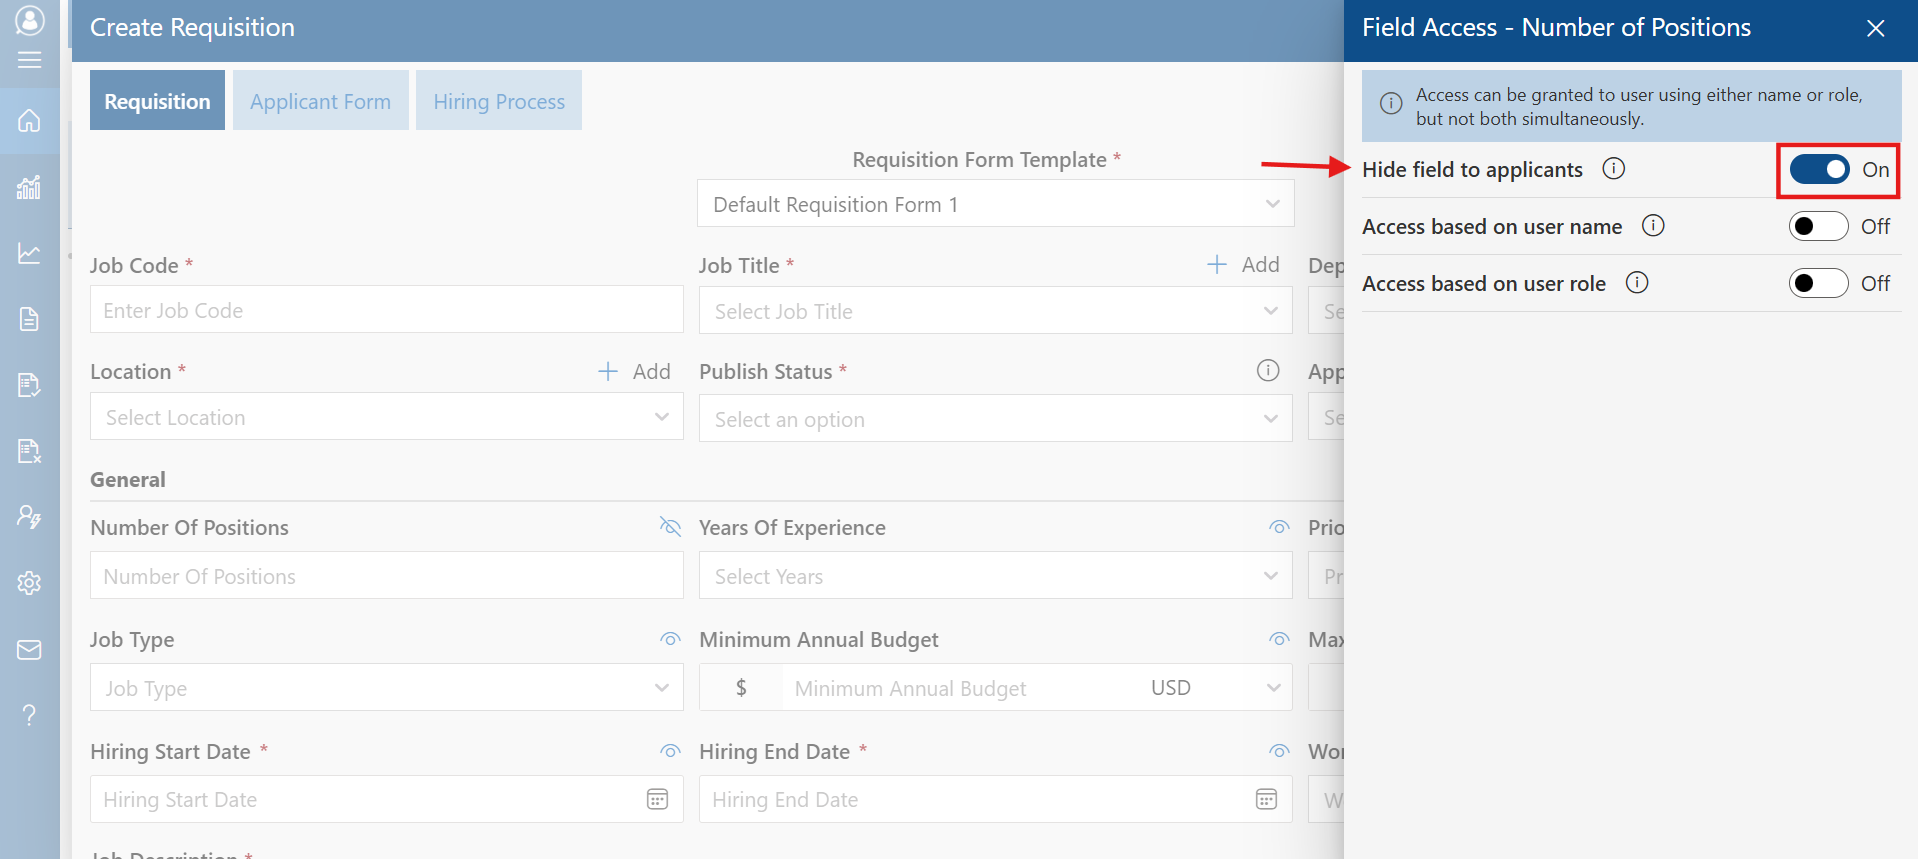 Create Requisition
Field Access - Number of Positions
Requisition
Applicant Form
Hiring Process
Access can be granted to user using either name or role,
but not both simultaneously.
Requisition Form Template *
Default Requisition Form 1
Hide field to applicants
On
Access based on user name
Off
Access based on user role
Off
Job Code *
Enter Job Code
Job Title *
Add
Select Job Title
Dep
Se
Location *
Add
Select Location
Publish Status *
Select an option
App
Se
General
Number Of Positions
Number Of Positions
Years Of Experience
Select Years
Prio
Pr
Job Type
Job Type
Minimum Annual Budget
$
Minimum Annual Budget
USD
Max
Hiring Start Date *
Hiring Start Date
Hiring End Date *
Hiring End Date
Wor
W
Job Description *